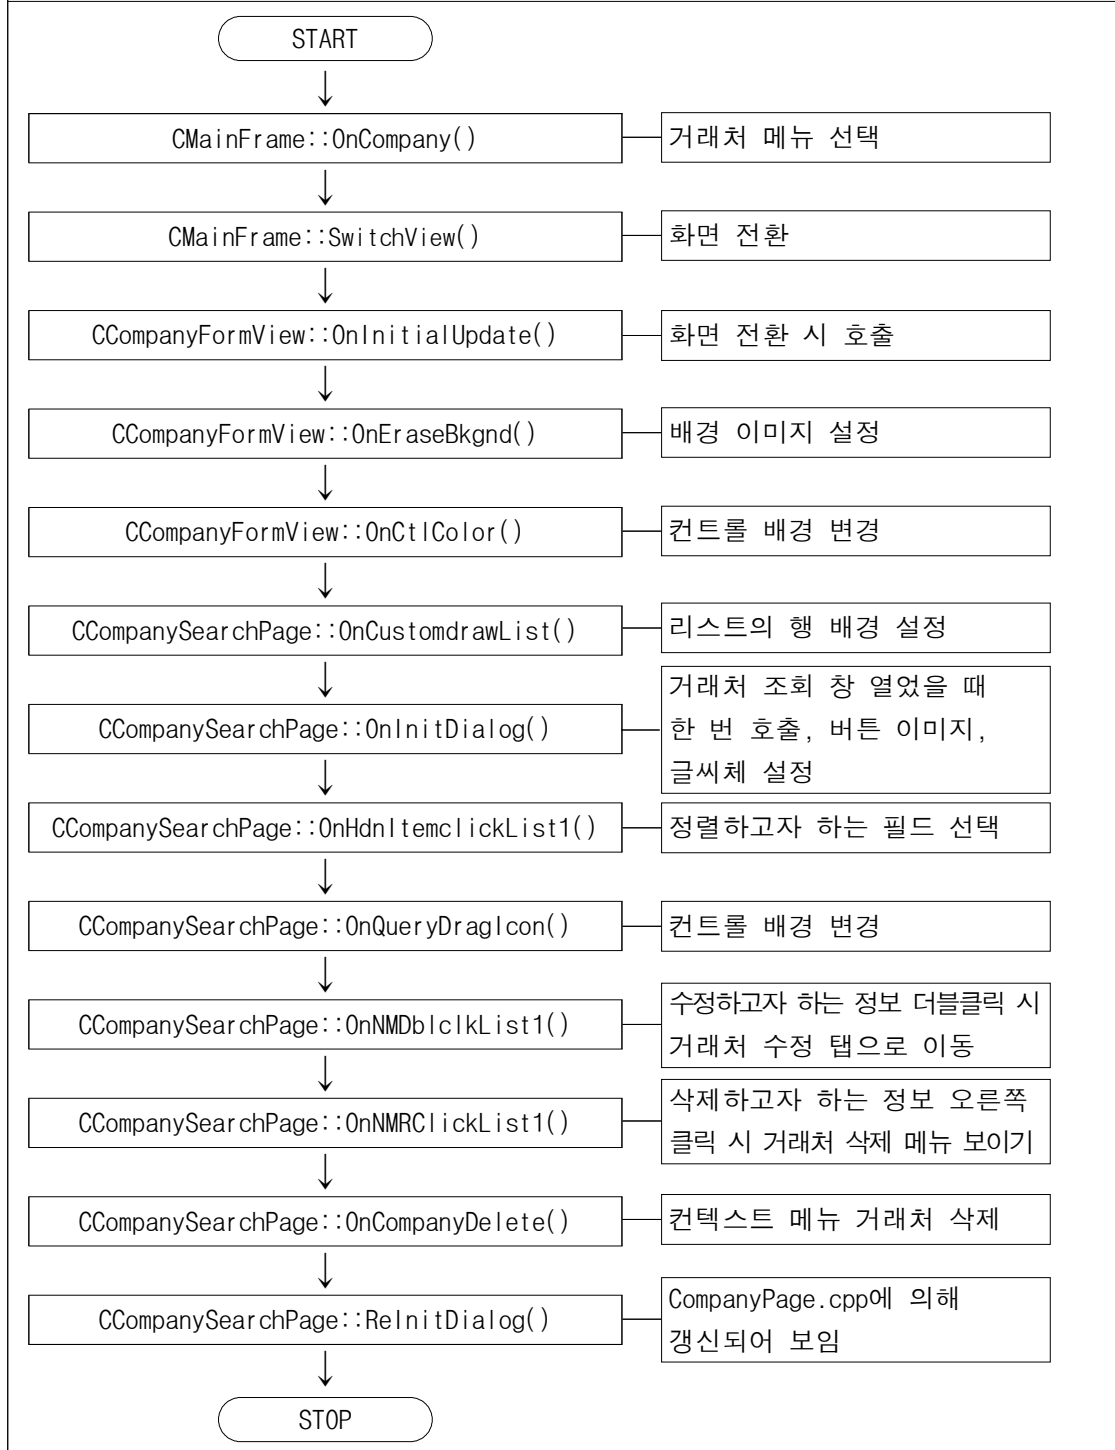 START
CMainFrame::OnCompany()
거래처 메뉴 선택
CMainFrame::SwitchView()
화면 전환
CCompanyFormView::OnInitialUpdate()
화면 전환 시 호출
CCompanyFormView::OnEraseBkgnd()
배경 이미지 설정
CCompanyFormView::OnCtlColor()
컨트롤 배경 변경
CCompanySearchPage::OnCustomdrawList()
리스트의 행 배경 설정
CCompanySearchPage::OnInitDialog()
거래처 조회 창 열었을 때
한 번 호출, 버튼 이미지,
글씨체 설정
CCompanySearchPage::OnHdnItemclickList1()
정렬하고자 하는 필드 선택
CCompanySearchPage::OnQueryDragIcon()
컨트롤 배경 변경
CCompanySearchPage::OnNMDblclkList1()
수정하고자 하는 정보 더블클릭 시
거래처 수정 탭으로 이동
CCompanySearchPage::OnNMRClickList1()
삭제하고자 하는 정보 오른쪽
클릭 시 거래처 삭제 메뉴 보이기
CCompanySearchPage::OnCompanyDelete()
컨텍스트 메뉴 거래처 삭제
CCompanySearchPage::ReInitDialog()
CompanyPage.cpp에 의해
갱신되어 보임
STOP